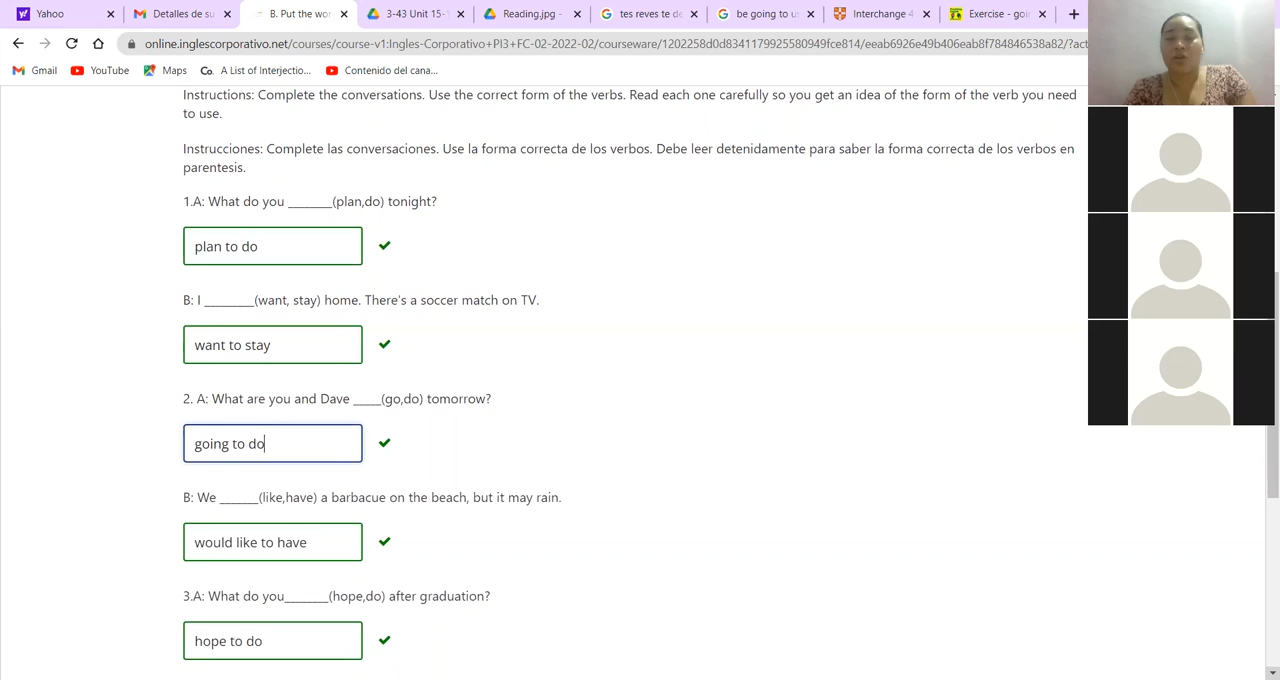 Yahoo
Detalles de su
B. Put the wor
3-43 Unit 15-
Reading.jpg -
tes reves te de
be going to u
Interchange 4
Exercise - goi
online.inglescorporativo.net/courses/course-v1:Ingles-Corporativo+PI3+FC-02-2022-02/courseware/1202258d0d8341179925580949fce814/eeab6926e49b406eab8f784846538a82/?act
Gmail
YouTube
Maps
Co. A List of Interjectio...
Contenido del cana...
Instructions: Complete the conversations. Use the correct form of the verbs. Read each one carefully so you get an idea of the form of the verb you need
to use.
Instrucciones: Complete las conversaciones. Use la forma correcta de los verbos. Debe leer detenidamente para saber la forma correcta de los verbos en
parentesis.
1.A: What do you _______(plan,do) tonight?
plan to do
B: I ________(want, stay) home. There's a soccer match on TV.
want to stay
2. A: What are you and Dave _____(go,do) tomorrow?
going to do
B: We _______(like,have) a barbacue on the beach, but it may rain.
would like to have
3.A: What do you________(hope,do) after graduation?
hope to do